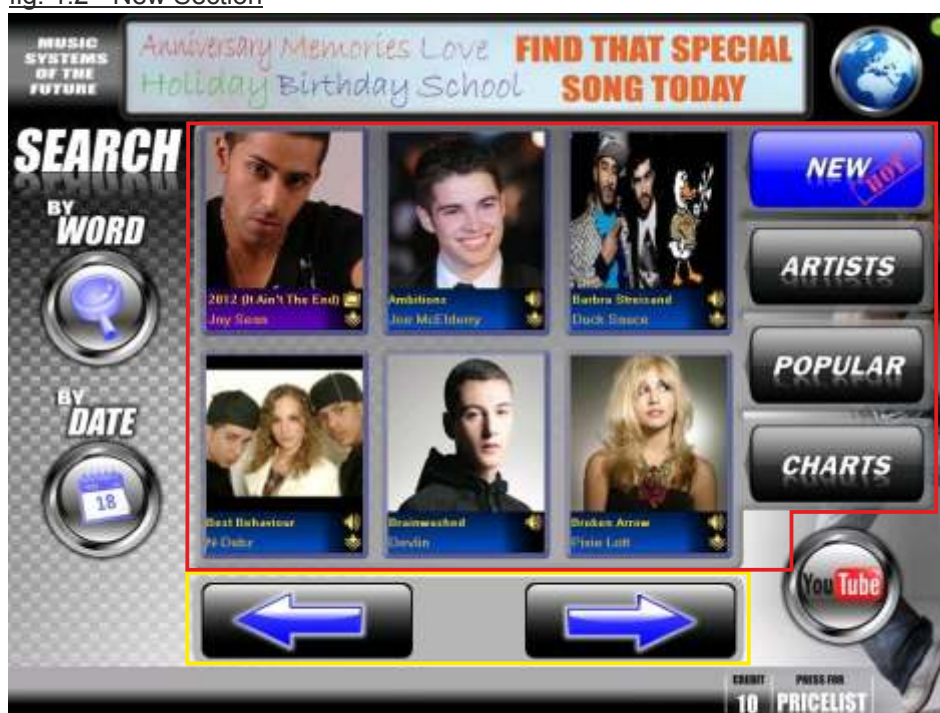 fig. 1.2 - New Section
MUSIC
SYSTEMS
OF THE
FUTURE
Anniversary Memories Love
Holiday Birthday School
FIND THAT SPECIAL
SONG TODAY
SEARCH
BY
WORD
BY
DATE
18
2012 (It Ain't The End)
Jay Sean
Ambitions
Joe McElderry
Barbra Streisand
Duck Sauce
Best Behaviour
N-Dubz
Brainwashed
Devlin
Broken Arrow
Pixie Lott
NEW
HOT
ARTISTS
POPULAR
CHARTS
YouTube
CREDIT
10
PRESS FOR
PRICELIST